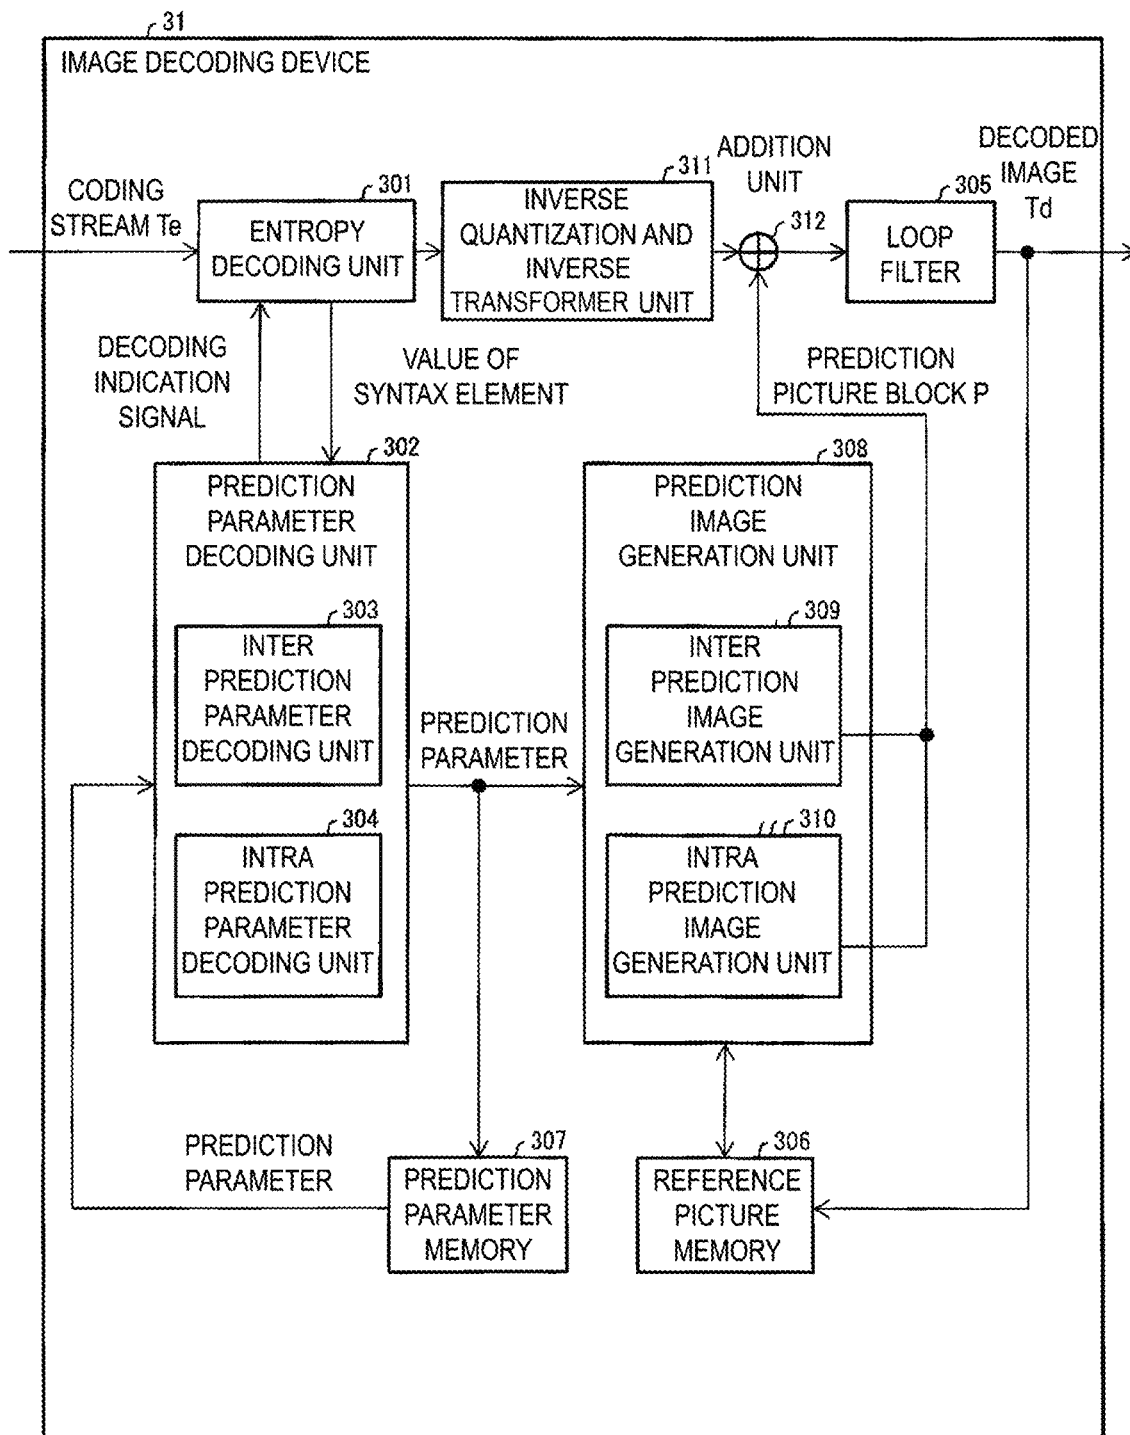 31
IMAGE DECODING DEVICE
CODING
STREAM Te
301
ENTROPY
DECODING UNIT
311
INVERSE
QUANTIZATION AND
INVERSE
TRANSFORMER UNIT
ADDITION
UNIT
312
305
LOOP
FILTER
DECODED
IMAGE
Td
DECODING
INDICATION
SIGNAL
VALUE OF
SYNTAX ELEMENT
PREDICTION
PICTURE BLOCK P
302
PREDICTION
PARAMETER
DECODING UNIT
303
INTER
PREDICTION
PARAMETER
DECODING UNIT
304
INTRA
PREDICTION
PARAMETER
DECODING UNIT
PREDICTION
PARAMETER
308
PREDICTION
IMAGE
GENERATION UNIT
309
INTER
PREDICTION
IMAGE
GENERATION UNIT
310
INTRA
PREDICTION
IMAGE
GENERATION UNIT
PREDICTION
PARAMETER
307
PREDICTION
PARAMETER
MEMORY
306
REFERENCE
PICTURE
MEMORY